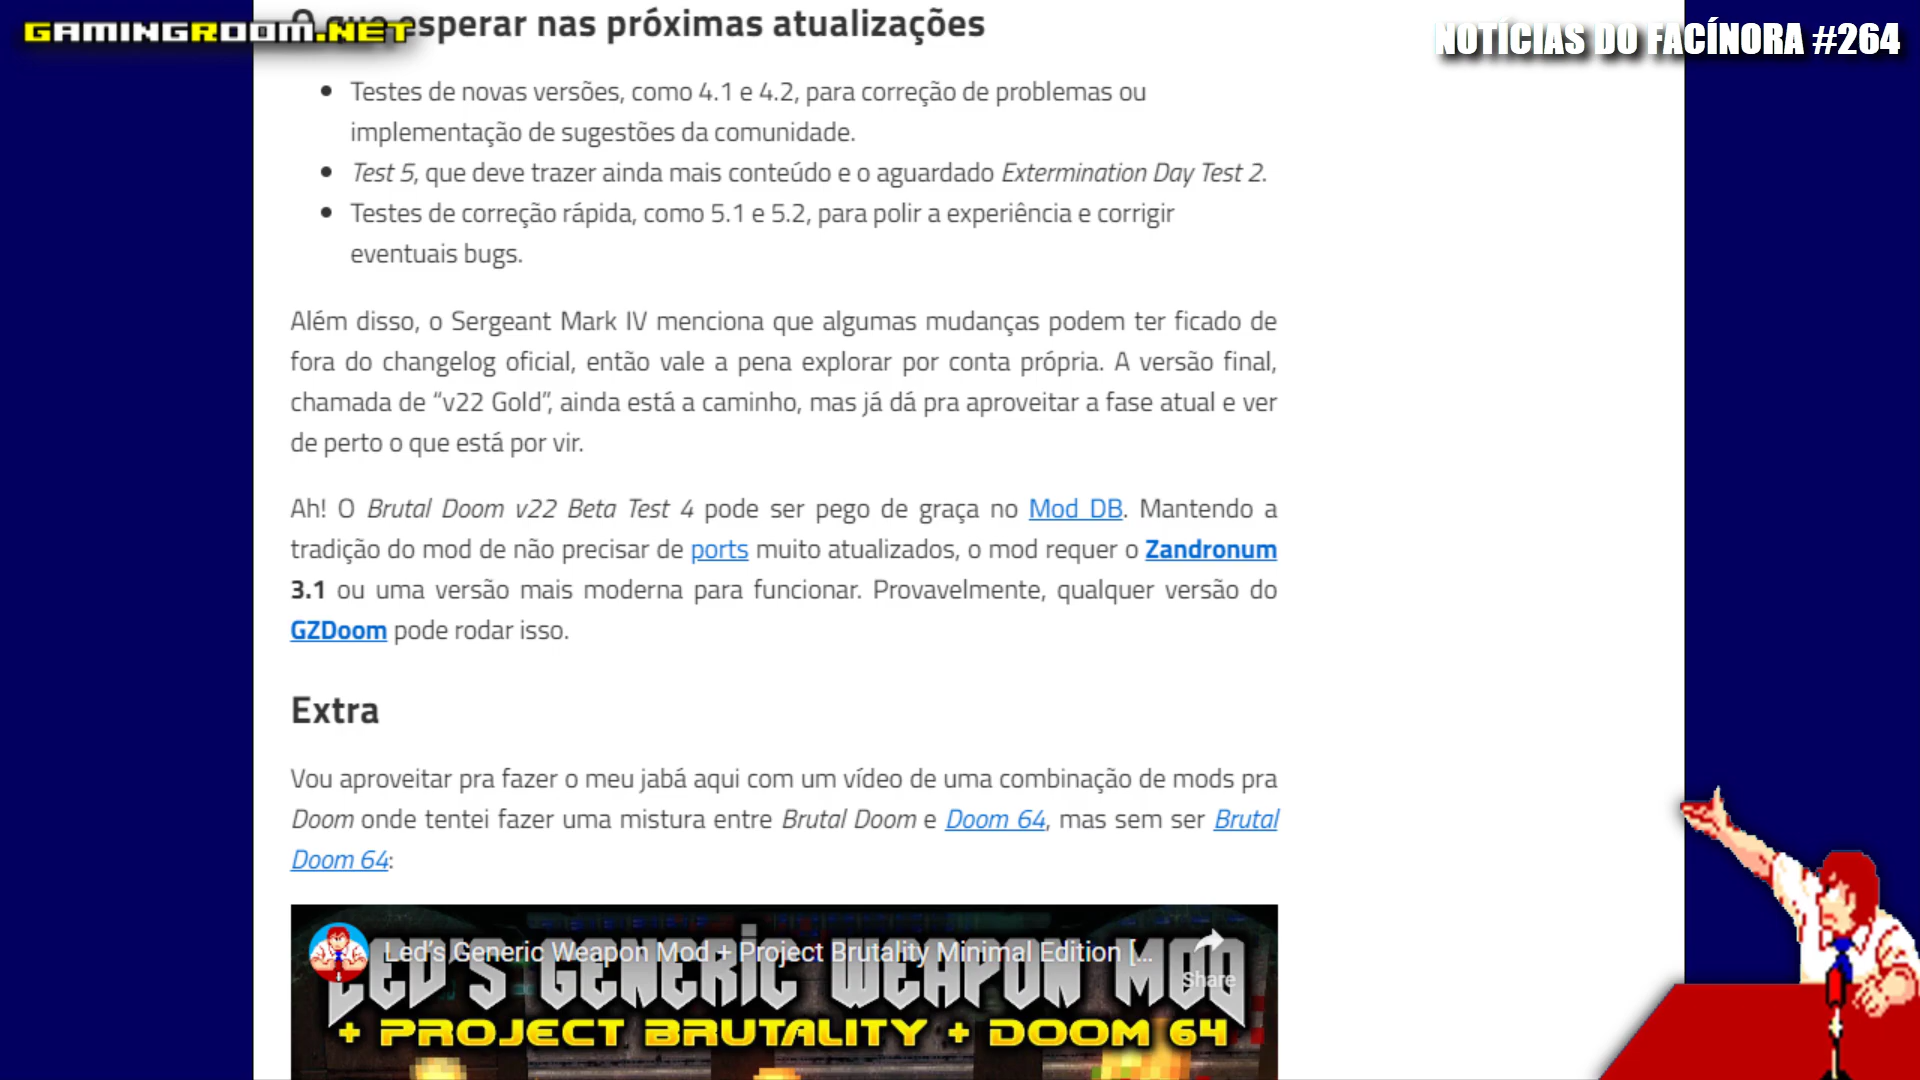 O que esperar nas próximas atualizações
GAMINGROOM.NET
NOTÍCIAS DO FACÍNORA #264
Testes de novas versões, como 4.1 e 4.2, para correção de problemas ou
implementação de sugestões da comunidade.
Test 5, que deve trazer ainda mais conteúdo e o aguardado Extermination Day Test 2.
Testes de correção rápida, como 5.1 e 5.2, para polir a experiência e corrigir
eventuais bugs.
Além disso, o Sergeant Mark IV menciona que algumas mudanças podem ter ficado de
fora do changelog oficial, então vale a pena explorar por conta própria. A versão final,
chamada de “v22 Gold”, ainda está a caminho, mas já dá pra aproveitar a fase atual e ver
de perto o que está por vir.
Ah! O Brutal Doom v22 Beta Test 4 pode ser pego de graça no Mod DB. Mantendo a
tradição do mod de não precisar de ports muito atualizados, o mod requer o Zandronum
3.1 ou uma versão mais moderna para funcionar. Provavelmente, qualquer versão do
GZDoom pode rodar isso.
Extra
Vou aproveitar pra fazer o meu jabá aqui com um vídeo de uma combinação de mods pra
Doom onde tentei fazer uma mistura entre Brutal Doom e Doom 64, mas sem ser Brutal
Doom 64:
Led's Generic Weapon Mod + Project Brutality Minimal Edition [...
Share
LED'S GENERIC WEAPON MOD
+ PROJECT BRUTALITY + DOOM 64